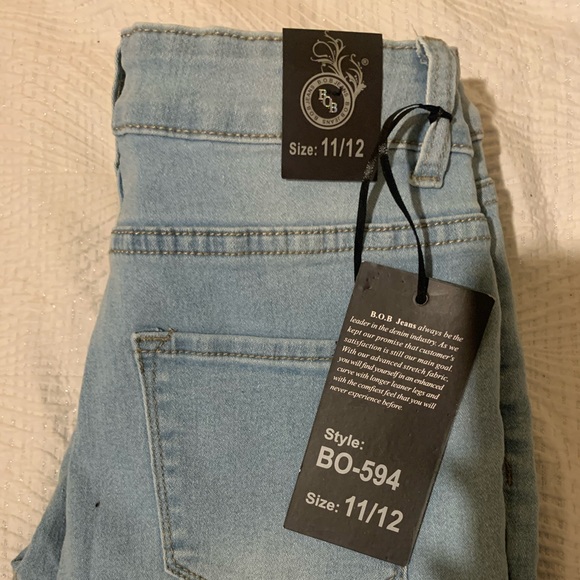 B.O.B
®
Size: 11/12
B.O.B Jeans always be the
leader in the denim industry. As we
kept our promise that customer's
satisfaction is still our main goal.
With our advanced stretch fabric,
you will find yourself in an enhanced
curve with longer leaner legs and
with the comfiest feel that you will
never experience before.
Style:
BO-594
Size: 11/12